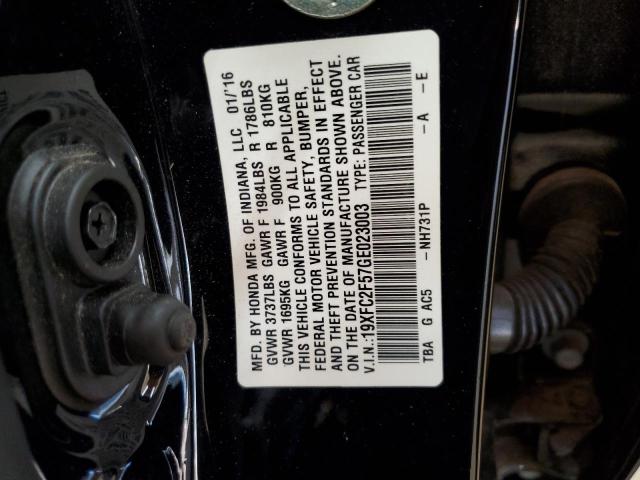 MFD. BY HONDA MFG. OF INDIANA, LLC 01/'16
GVWR 3737LBS GAWR F 1984LBS R 1786LBS
GVWR 1695KG GAWR F 900KG R 810KG
THIS VEHICLE CONFORMS TO ALL APPLICABLE
FEDERAL MOTOR VEHICLE SAFETY, BUMPER,
AND THEFT PREVENTION STANDARDS IN EFFECT
ON THE DATE OF MANUFACTURE SHOWN ABOVE.
V.I.N.:19XFC2F57GE023003 TYPE: PASSENGER CAR
TBA G AC5 -NH731P -A -E